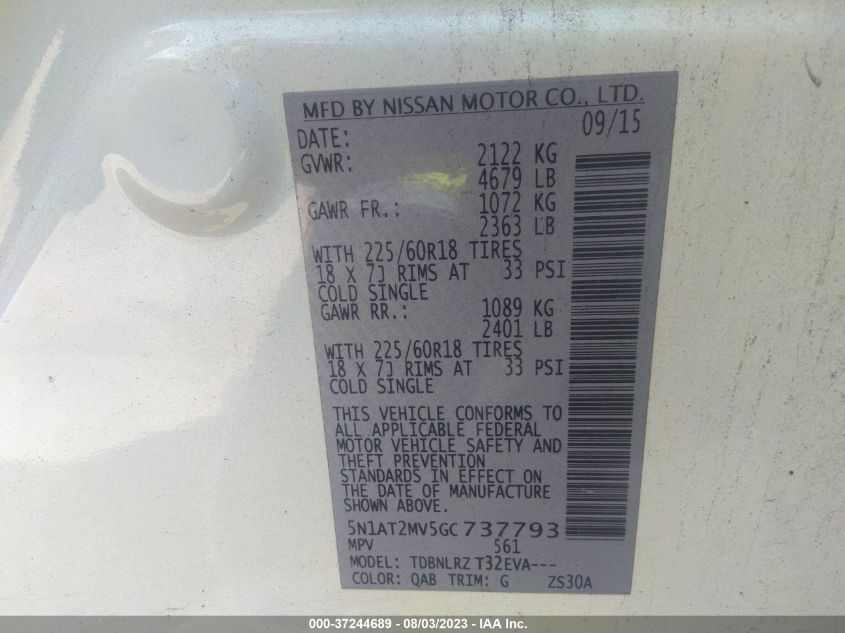 MFD BY NISSAN MOTOR CO., LTD.
DATE: 09/15
GVWR: 2122 KG
4679 LB
GAWR FR.: 1072 KG
2363 LB
WITH 225/60R18 TIRES
18 X 7J RIMS AT 33 PSI
COLD SINGLE
GAWR RR.: 1089 KG
2401 LB
WITH 225/60R18 TIRES
18 X 7J RIMS AT 33 PSI
COLD SINGLE
THIS VEHICLE CONFORMS TO
ALL APPLICABLE FEDERAL
MOTOR VEHICLE SAFETY AND
THEFT PREVENTION
STANDARDS IN EFFECT ON
THE DATE OF MANUFACTURE
SHOWN ABOVE.
5N1AT2MV5GC737793
MPV 561
MODEL: TDBNLRZ T32EVA---
COLOR: QAB TRIM: G ZS30A
000-37244689 - 08/03/2023 - IAA Inc.